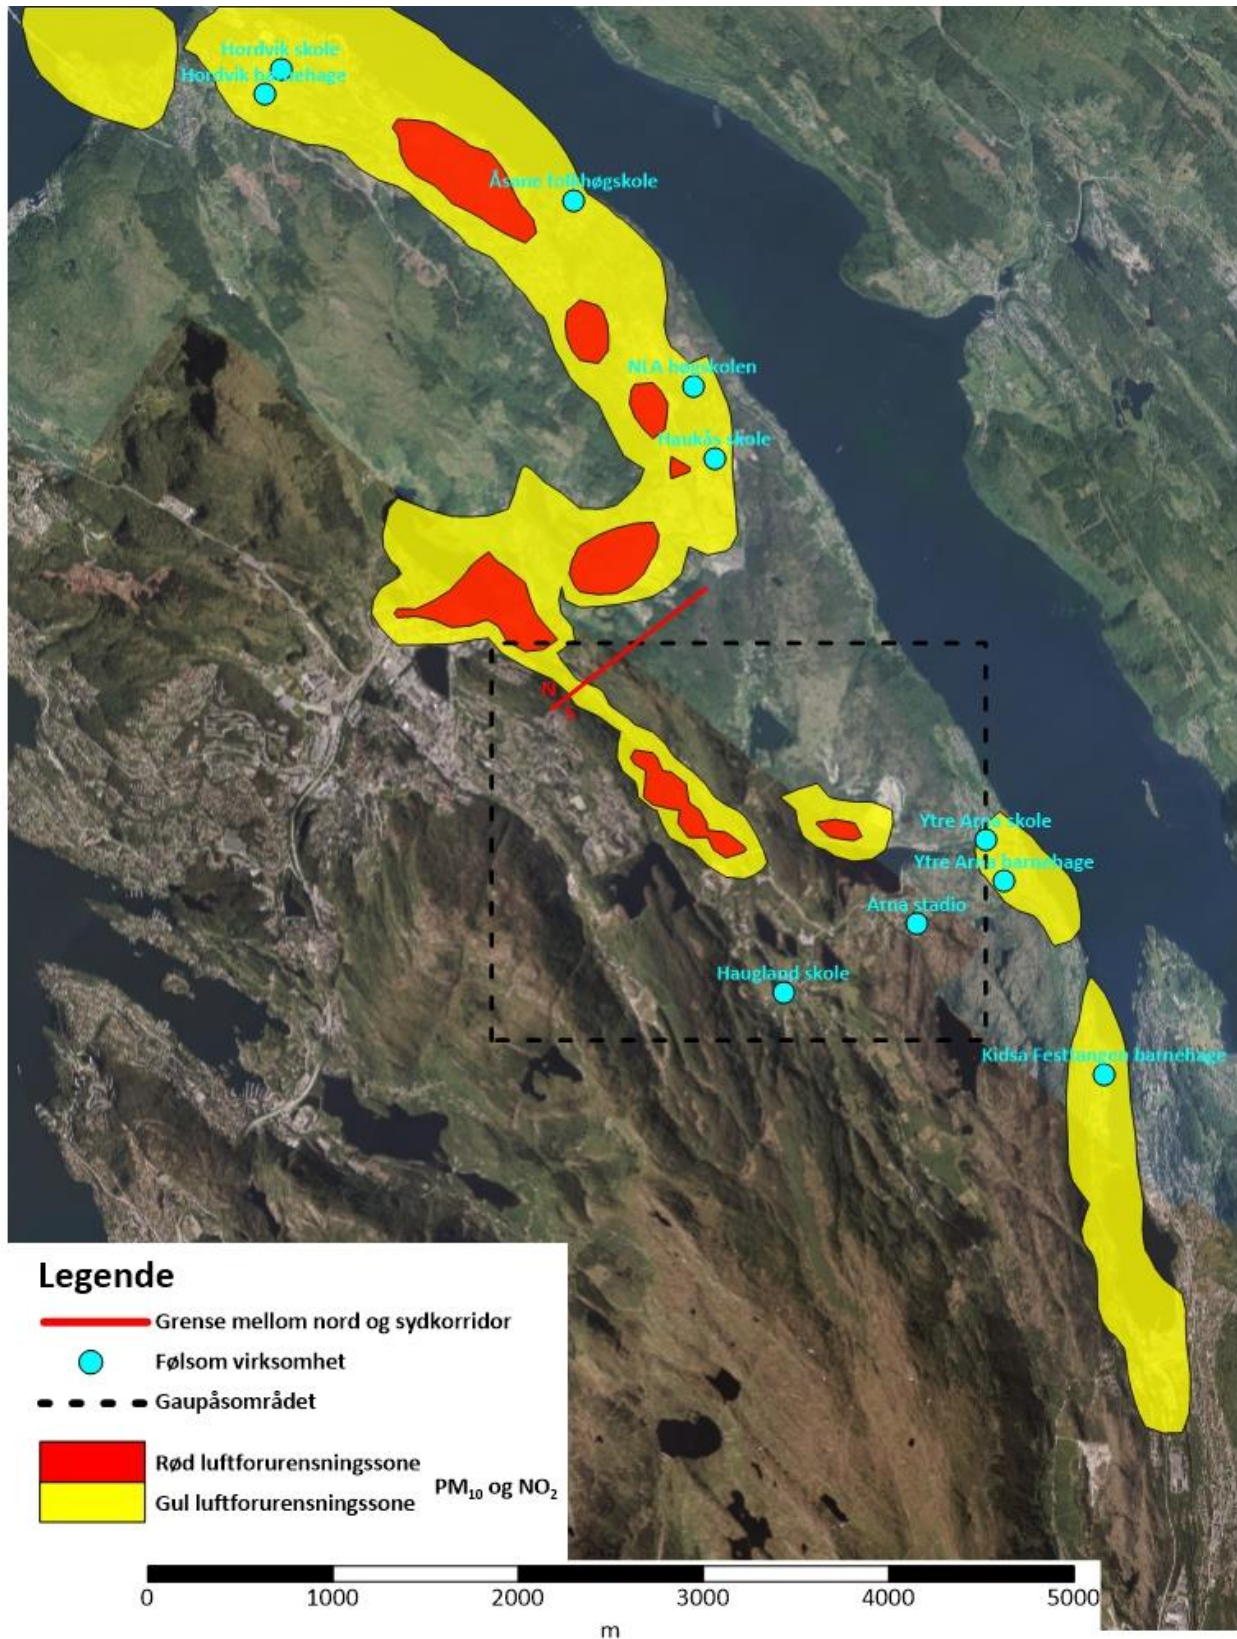 Hordvik skole
Hordvik barnehage
Åsane folkhøgskole
NLA høgskolen
Haukås skole
N
S
Ytre Arna skole
Ytre Arna barnehage
Arna stadio
Haugland skole
Kidsa Festtangen barnehage
Legende
Grense mellom nord og sydkorridor
Følsom virksomhet
Gaupåsområdet
Rød luftforurensningssone
Gul luftforurensningssone
PM₁₀ og NO₂
0 1000 2000 3000 4000 5000
m